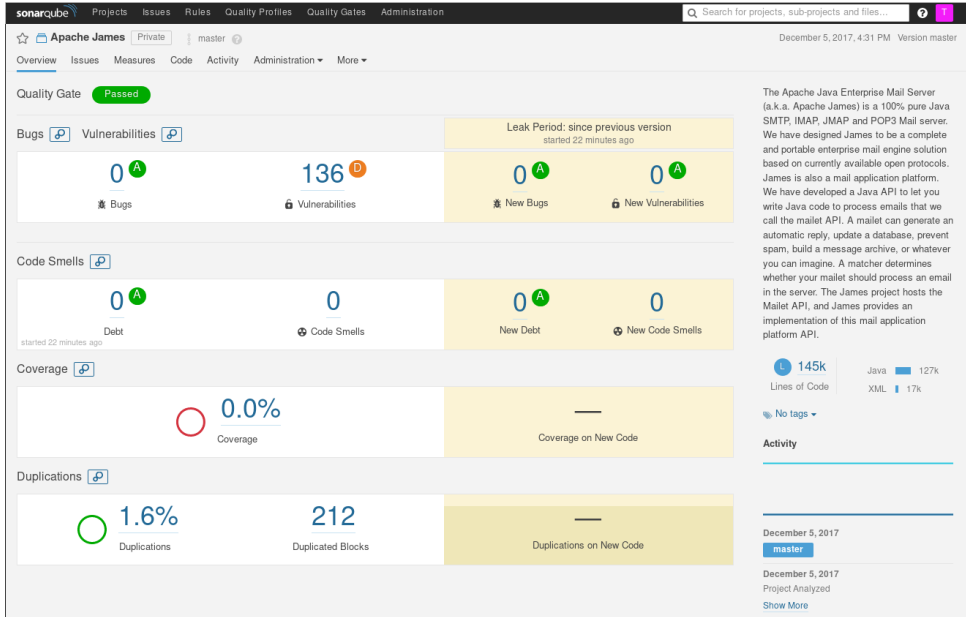 sonarqube Projects Issues Rules Quality Profiles Quality Gates Administration Search for projects, sub-projects and files... ? T
Apache James Private master ? December 5, 2017, 4:31 PM Version master
Overview Issues Measures Code Activity Administration More
Quality Gate Passed
Bugs Vulnerabilities
Leak Period: since previous version
started 22 minutes ago
0 A 136 D 0 A 0 A
Bugs Vulnerabilities New Bugs New Vulnerabilities
Code Smells
0 A 0 0 A 0
Debt Code Smells New Debt New Code Smells
started 22 minutes ago
Coverage
0.0% —
Coverage Coverage on New Code
Duplications
1.6% 212 —
Duplications Duplicated Blocks Duplications on New Code
The Apache Java Enterprise Mail Server
(a.k.a. Apache James) is a 100% pure Java
SMTP, IMAP, JMAP and POP3 Mail server.
We have designed James to be a complete
and portable enterprise mail engine solution
based on currently available open protocols.
James is also a mail application platform.
We have developed a Java API to let you
write Java code to process emails that we
call the mailet API. A mailet can generate an
automatic reply, update a database, prevent
spam, build a message archive, or whatever
you can imagine. A matcher determines
whether your mailet should process an email
in the server. The James project hosts the
Mailet API, and James provides an
implementation of this mail application
platform API.
L 145k
Lines of Code
Java 127k
XML 17k
No tags
Activity
December 5, 2017
master
December 5, 2017
Project Analyzed
Show More